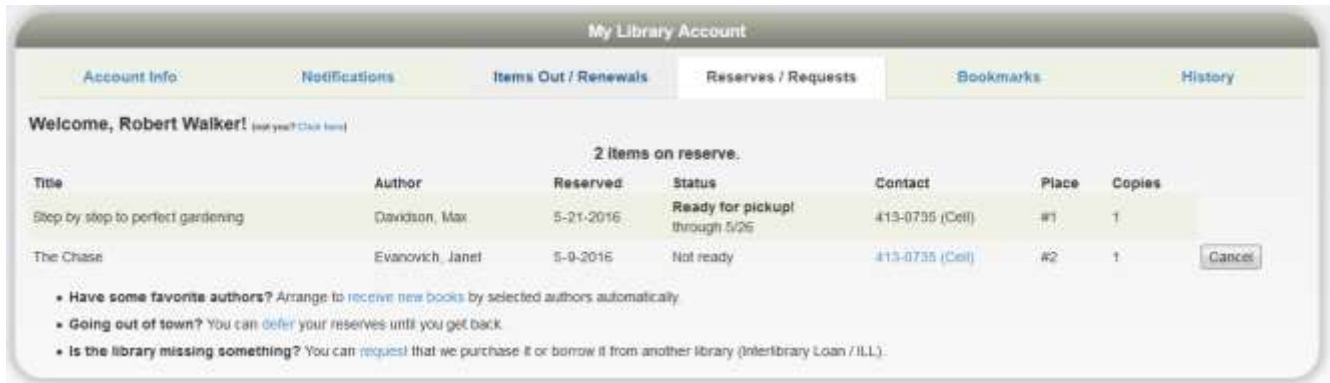 My Library Account
Account Info Notifications Items Out / Renewals Reserves / Requests Bookmarks History
Welcome, Robert Walker! (not you? Click here)
2 items on reserve.
Title Author Reserved Status Contact Place Copies
Step by step to perfect gardening Davidson, Max 5-21-2016 Ready for pickup! through 5/26 413-0735 (Cell) #1 1
The Chase Evanovich, Janet 5-9-2016 Not ready 413-0735 (Cell) #2 1 Cancel
• Have some favorite authors? Arrange to receive new books by selected authors automatically.
• Going out of town? You can defer your reserves until you get back.
• Is the library missing something? You can request that we purchase it or borrow it from another library (Interlibrary Loan / ILL).